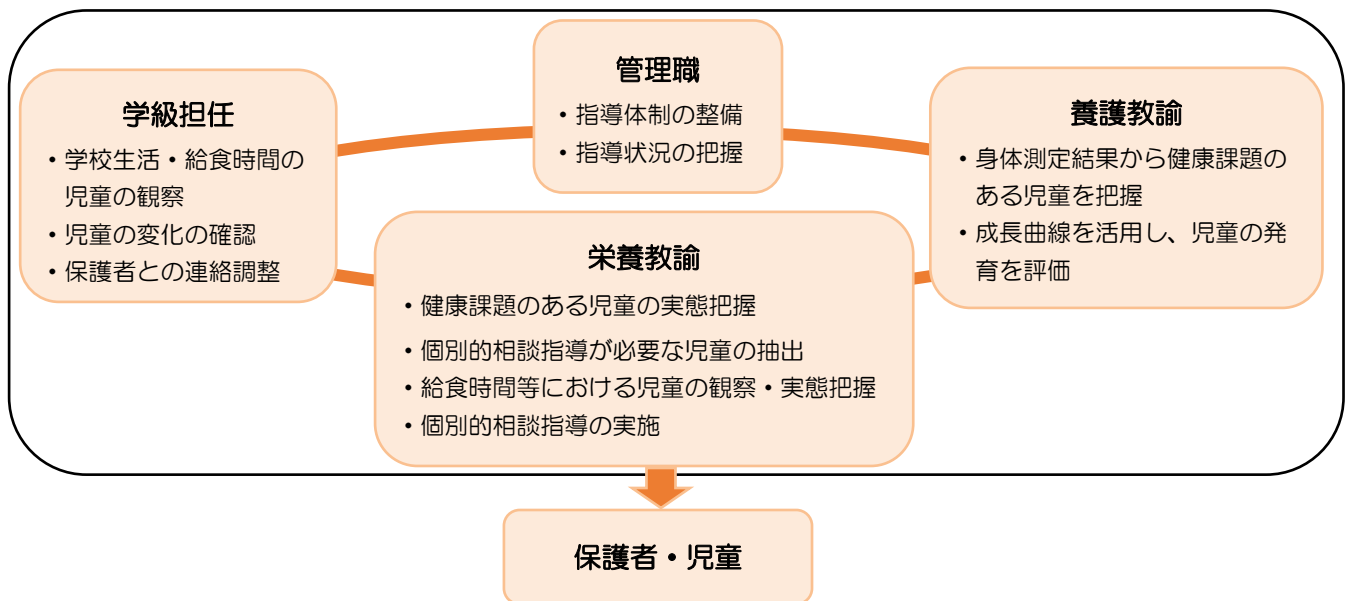 管理職
・指導体制の整備
・指導状況の把握
学級担任
・学校生活・給食時間の
児童の観察
・児童の変化の確認
・保護者との連絡調整
養護教諭
・身体測定結果から健康課題の
ある児童を把握
・成長曲線を活用し、児童の発
育を評価
栄養教諭
・健康課題のある児童の実態把握
・個別的相談指導が必要な児童の抽出
・給食時間等における児童の観察・実態把握
・個別的相談指導の実施
保護者・児童